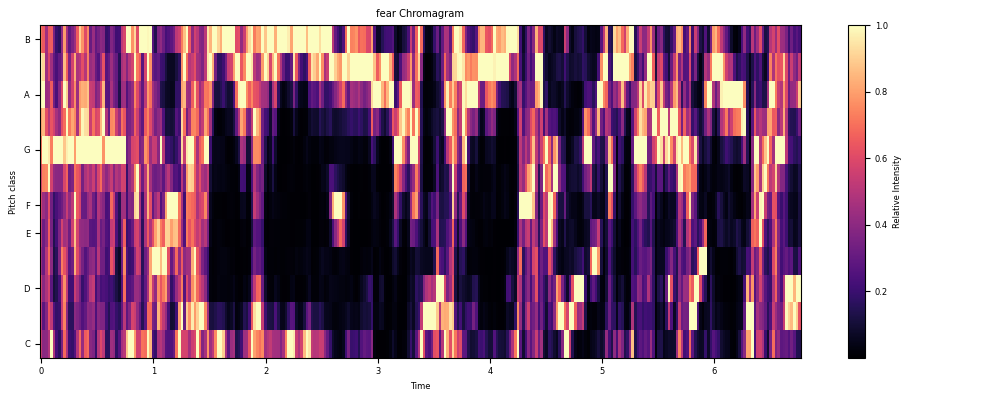 fear Chromagram
B
A
G
F
E
D
C
Pitch class
0 1 2 3 4 5 6
Time
1.0
0.8
0.6
0.4
0.2
Relative Intensity